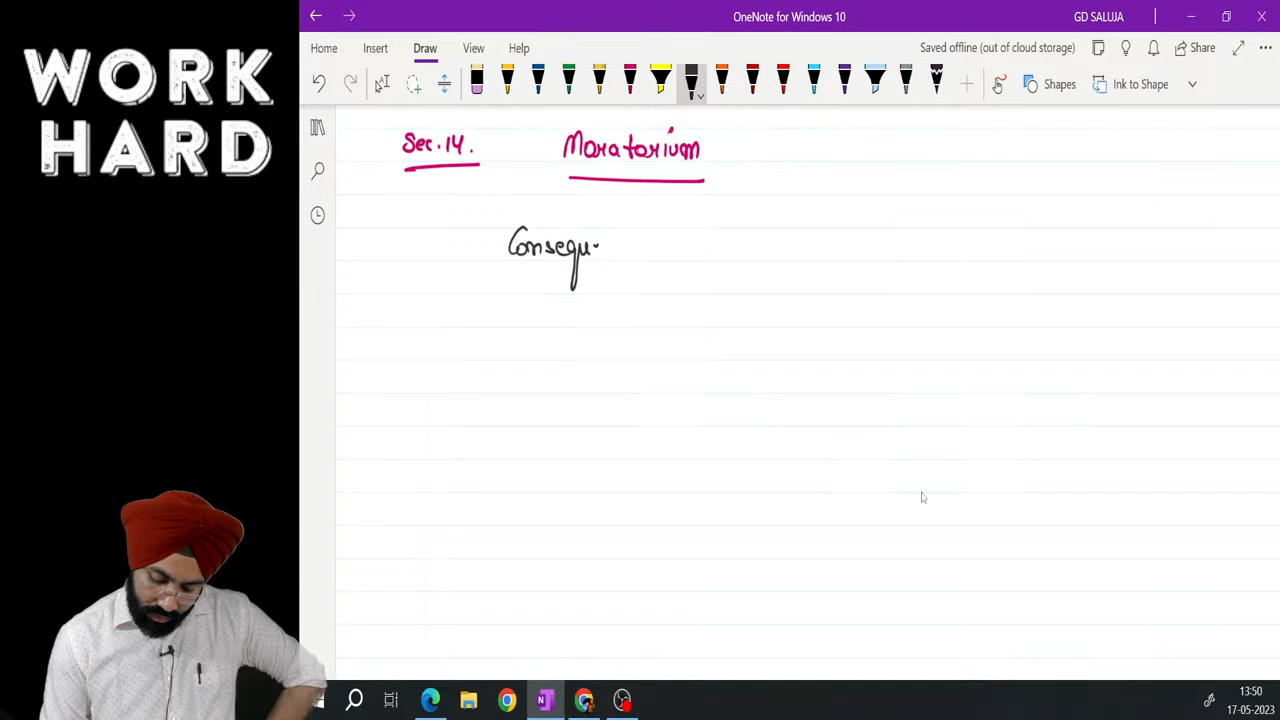 WORK
HARD
OneNote for Windows 10
GD SALUJA
Home Insert Draw View Help
Saved offline (out of cloud storage)
Share
Shapes
Ink to Shape
Sec. 14. Moratorium
Consequ
13:50
17-05-2023